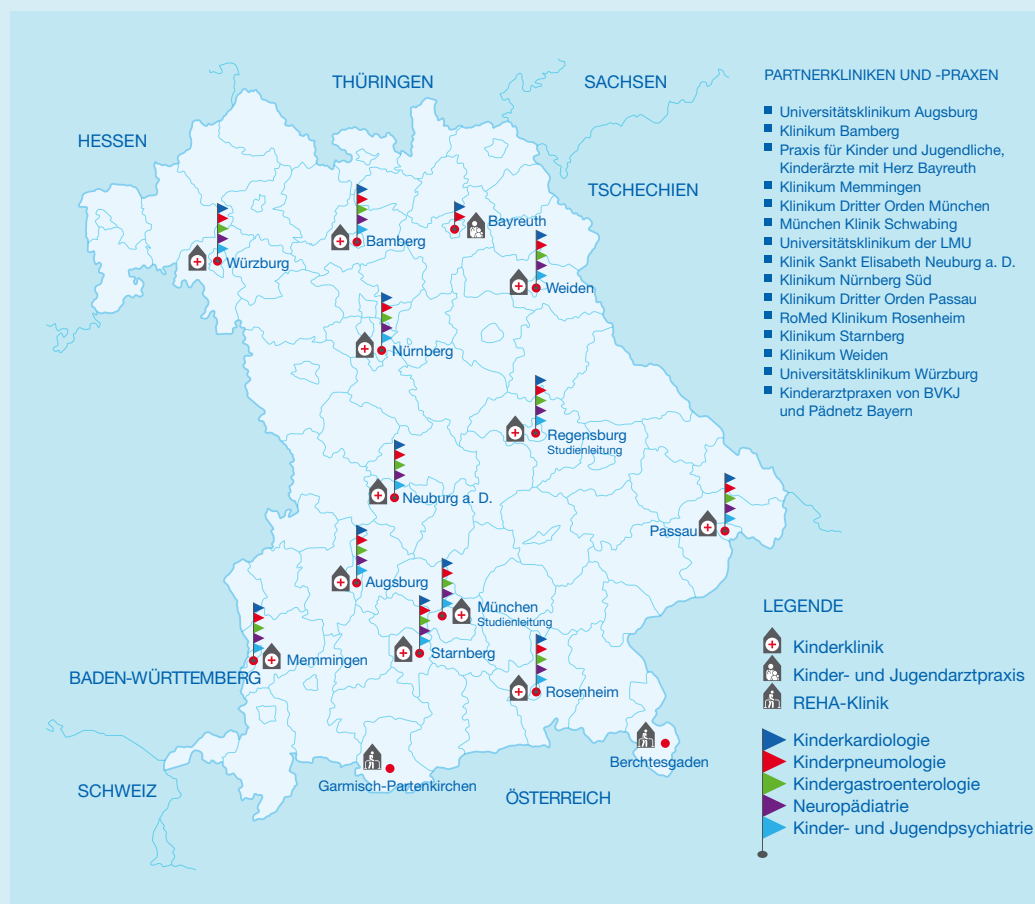 THÜRINGEN
SACHSEN
HESSEN
TSCHECHIEN
Bayreuth
Bamberg
Würzburg
Weiden
Nürnberg
Regensburg
Studienleitung
Neuburg a. D.
Passau
Augsburg
München
Studienleitung
Starnberg
Memmingen
BADEN-WÜRTTEMBERG
Rosenheim
Berchtesgaden
Garmisch-Partenkirchen
SCHWEIZ
ÖSTERREICH
PARTNERKLINIKEN UND -PRAXEN
Universitätsklinikum Augsburg
Klinikum Bamberg
Praxis für Kinder und Jugendliche,
Kinderärzte mit Herz Bayreuth
Klinikum Memmingen
Klinikum Dritter Orden München
München Klinik Schwabing
Universitätsklinikum der LMU
Klinik Sankt Elisabeth Neuburg a. D.
Klinikum Nürnberg Süd
Klinikum Dritter Orden Passau
RoMed Klinikum Rosenheim
Klinikum Starnberg
Klinikum Weiden
Universitätsklinikum Würzburg
Kinderarztpraxen von BVKJ
und Pädnetz Bayern
LEGENDE
Kinderklinik
Kinder- und Jugendarztpraxis
REHA-Klinik
Kinderkardiologie
Kinderpneumologie
Kindergastroenterologie
Neuropädiatrie
Kinder- und Jugendpsychiatrie